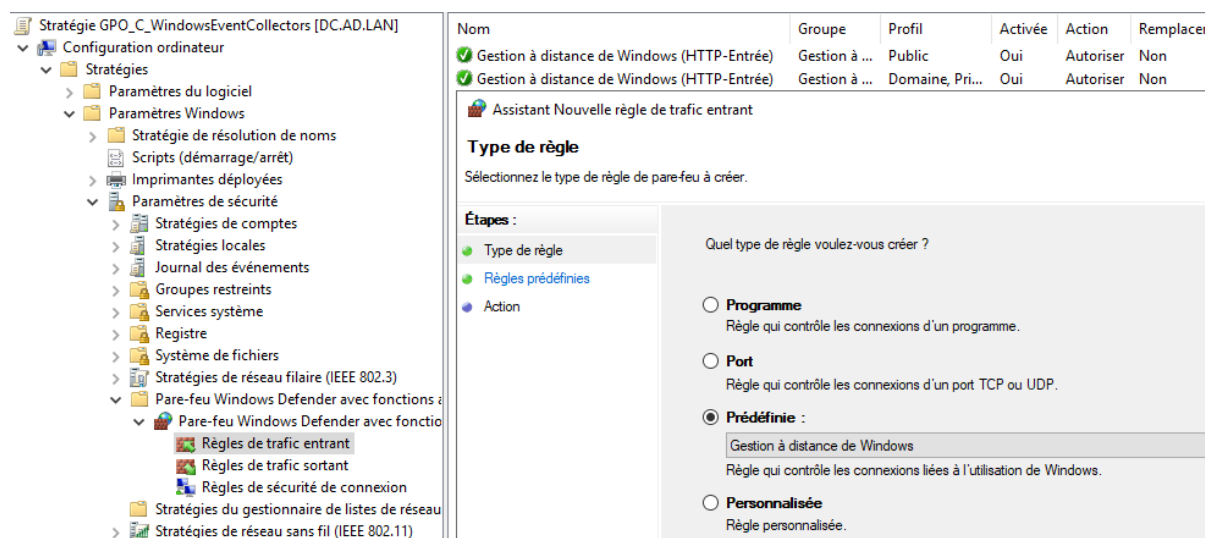 Stratégie GPO_C_WindowsEventCollectors [DC.AD.LAN]
Configuration ordinateur
Stratégies
Paramètres du logiciel
Paramètres Windows
Stratégie de résolution de noms
Scripts (démarrage/arrêt)
Imprimantes déployées
Paramètres de sécurité
Stratégies de comptes
Stratégies locales
Journal des événements
Groupes restreints
Services système
Registre
Système de fichiers
Stratégies de réseau filaire (IEEE 802.3)
Pare-feu Windows Defender avec fonctions a
Pare-feu Windows Defender avec fonctio
Règles de trafic entrant
Règles de trafic sortant
Règles de sécurité de connexion
Stratégies du gestionnaire de listes de réseau
Stratégies de réseau sans fil (IEEE 802.11)
Nom Groupe Profil Activée Action Remplacer
Gestion à distance de Windows (HTTP-Entrée) Gestion à ... Public Oui Autoriser Non
Gestion à distance de Windows (HTTP-Entrée) Gestion à ... Domaine, Pri... Oui Autoriser Non
Assistant Nouvelle règle de trafic entrant
Type de règle
Sélectionnez le type de règle de pare-feu à créer.
Étapes :
Type de règle
Règles prédéfinies
Action
Quel type de règle voulez-vous créer ?
Programme
Règle qui contrôle les connexions d'un programme.
Port
Règle qui contrôle les connexions d'un port TCP ou UDP.
Prédéfinie :
Gestion à distance de Windows
Règle qui contrôle les connexions liées à l'utilisation de Windows.
Personnalisée
Règle personnalisée.